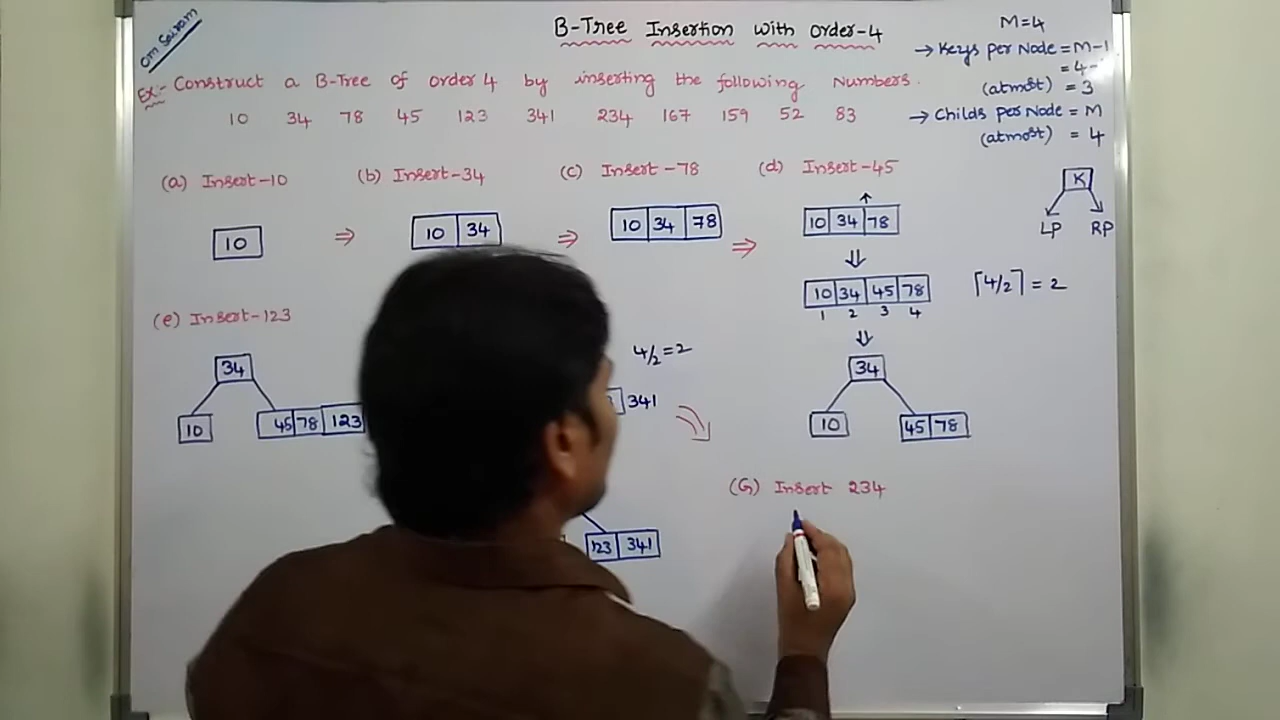 Om Sairam
B-Tree Insertion with Order-4
M=4
→ Keys per Node = M-1
= 4-
(atmost) = 3
→ Childs per Node = M
(atmost) = 4
Ex:- Construct a B-Tree of order 4 by inserting the following Numbers.
10 34 78 45 123 341 234 167 159 52 83
(a) Insert-10
10
⇒
(b) Insert-34
10 34
⇒
(c) Insert-78
10 34 78
⇒
(d) Insert-45
↑
10 34 78
⇓
10 34 45 78
1 2 3 4
⌈4/2⌉ = 2
⇓
34
10 45 78
K
LP RP
(e) Insert-123
34
10 45 78 123
4/2=2
341
123 341
(G) Insert 234